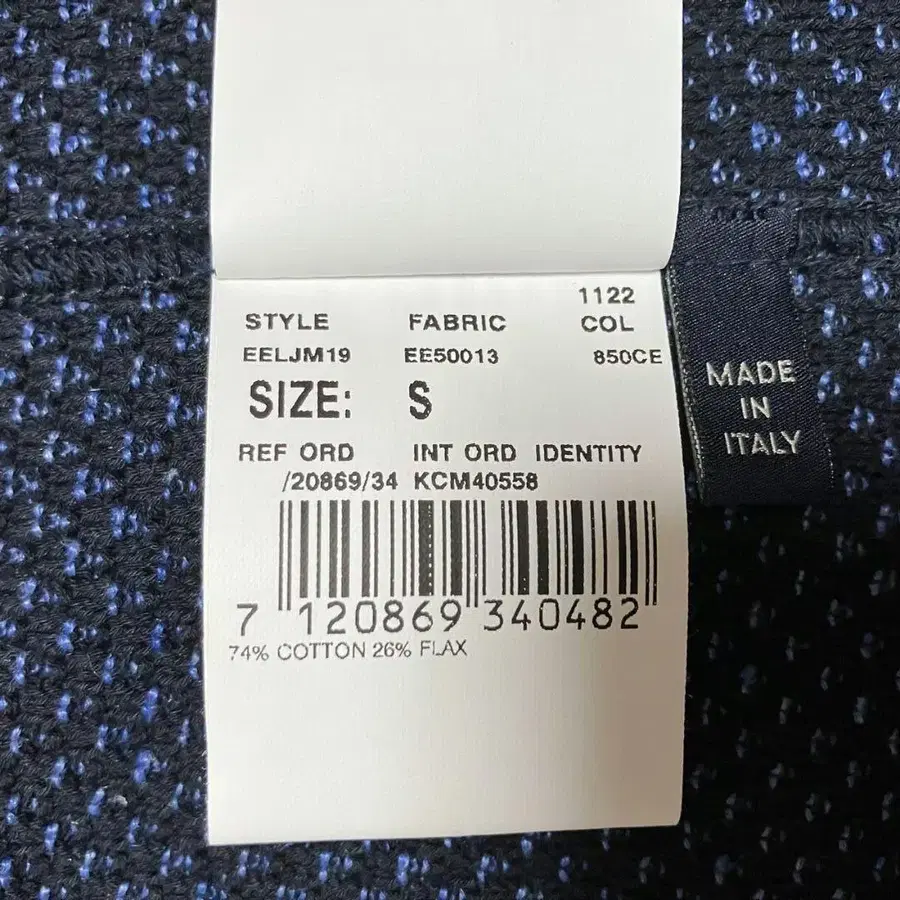 1122
STYLE FABRIC COL
EELJM19 EE50013 850CE
SIZE: S
REF ORD INT ORD IDENTITY
/20869/34 KCM40558
7 120869 340482
74% COTTON 26% FLAX
MADE
IN
ITALY